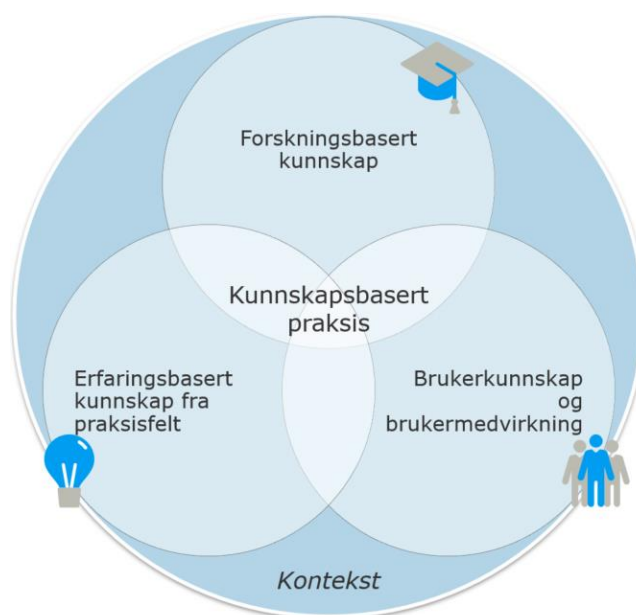 Forskningsbasert
kunnskap
Kunnskapsbasert
praksis
Erfaringsbasert
kunnskap fra
praksisfelt
Brukerkunnskap
og
brukermedvirkning
Kontekst